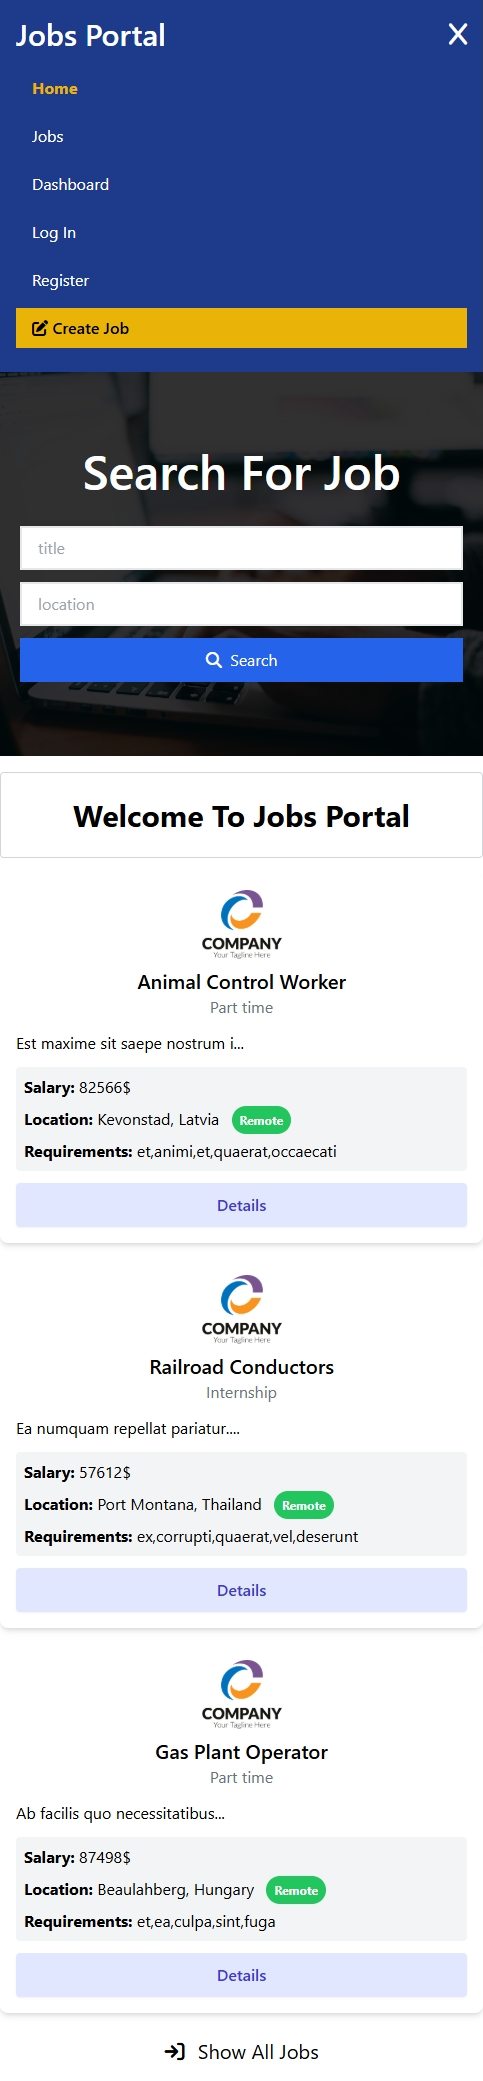 Jobs Portal
Home
Jobs
Dashboard
Log In
Register
Create Job
Search For Job
title
location
Search
Welcome To Jobs Portal
COMPANY
Your Tagline Here
Animal Control Worker
Part time
Est maxime sit saepe nostrum i...
Salary: 82566$
Location: Kevonstad, Latvia Remote
Requirements: et,animi,et,quaerat,occaecati
Details
COMPANY
Your Tagline Here
Railroad Conductors
Internship
Ea numquam repellat pariatur....
Salary: 57612$
Location: Port Montana, Thailand Remote
Requirements: ex,corrupti,quaerat,vel,deserunt
Details
COMPANY
Your Tagline Here
Gas Plant Operator
Part time
Ab facilis quo necessitatibus...
Salary: 87498$
Location: Beaulahberg, Hungary Remote
Requirements: et,ea,culpa,sint,fuga
Details
Show All Jobs